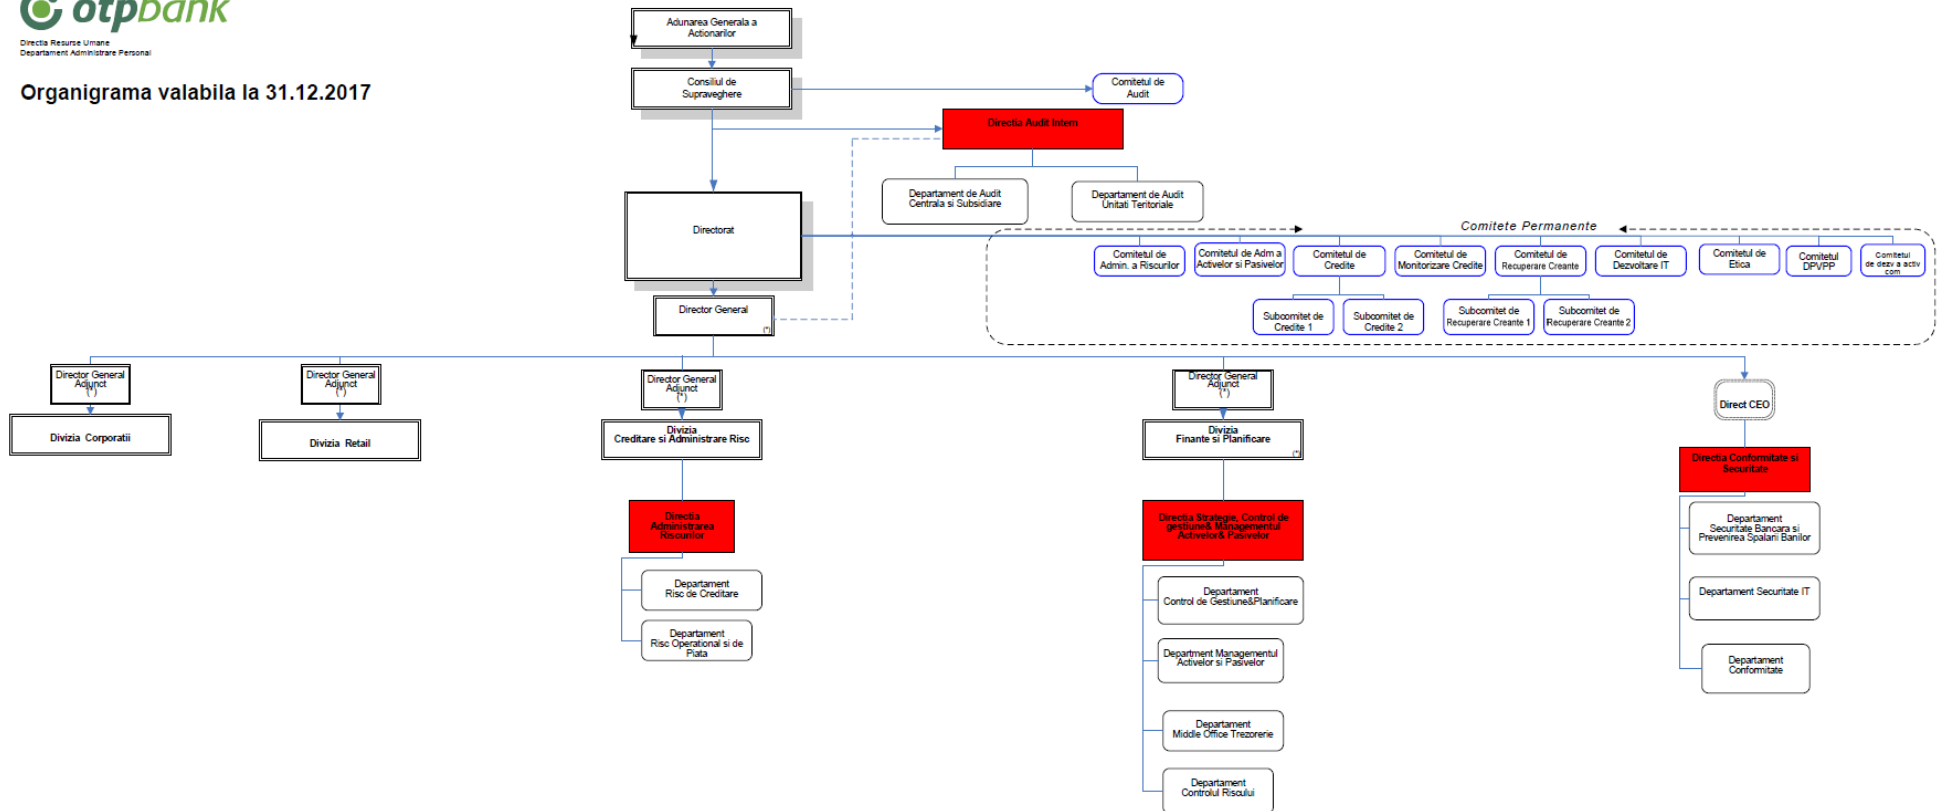 otpbank
Directia Resurse Umane
Departament Administrare Personal
Organigrama valabila la 31.12.2017
Adunarea Generala a
Actionarilor
Consiliul de
Supraveghere
Comitetul de
Audit
Directia Audit Intern
Departament de Audit
Centrala si Subsidiare
Departament de Audit
Unitati Teritoriale
Directorat
Comitete Permanente
Comitetul de
Admin. a Riscurilor
Comitetul de Adm a
Activelor si Pasivelor
Comitetul de
Credite
Comitetul de
Monitorizare Credite
Comitetul de
Recuperare Creante
Comitetul de
Dezvoltare IT
Comitetul de
Etica
Comitetul
DPVPP
Comitetul
de dezv a activ
com
Subcomitet de
Credite 1
Subcomitet de
Credite 2
Subcomitet de
Recuperare Creante 1
Subcomitet de
Recuperare Creante 2
Director General
(*)
Director General
Adjunct
(*)
Divizia Corporatii
Director General
Adjunct
(*)
Divizia Retail
Director General
Adjunct
(*)
Divizia
Creditare si Administrare Risc
Directia
Administrarea
Riscurilor
Departament
Risc de Creditare
Departament
Risc Operational si de
Piata
Director General
Adjunct
(*)
Divizia
Finante si Planificare
(*)
Directia Strategie, Control de
gestiune& Managementul
Activelor& Pasivelor
Departament
Control de Gestiune&Planificare
Department Managementul
Activelor si Pasivelor
Departament
Middle Office Trezorerie
Departament
Controlul Riscului
Direct CEO
Directia Conformitate si
Securitate
Departament
Securitate Bancara si
Prevenirea Spalarii Banilor
Departament Securitate IT
Departament
Conformitate